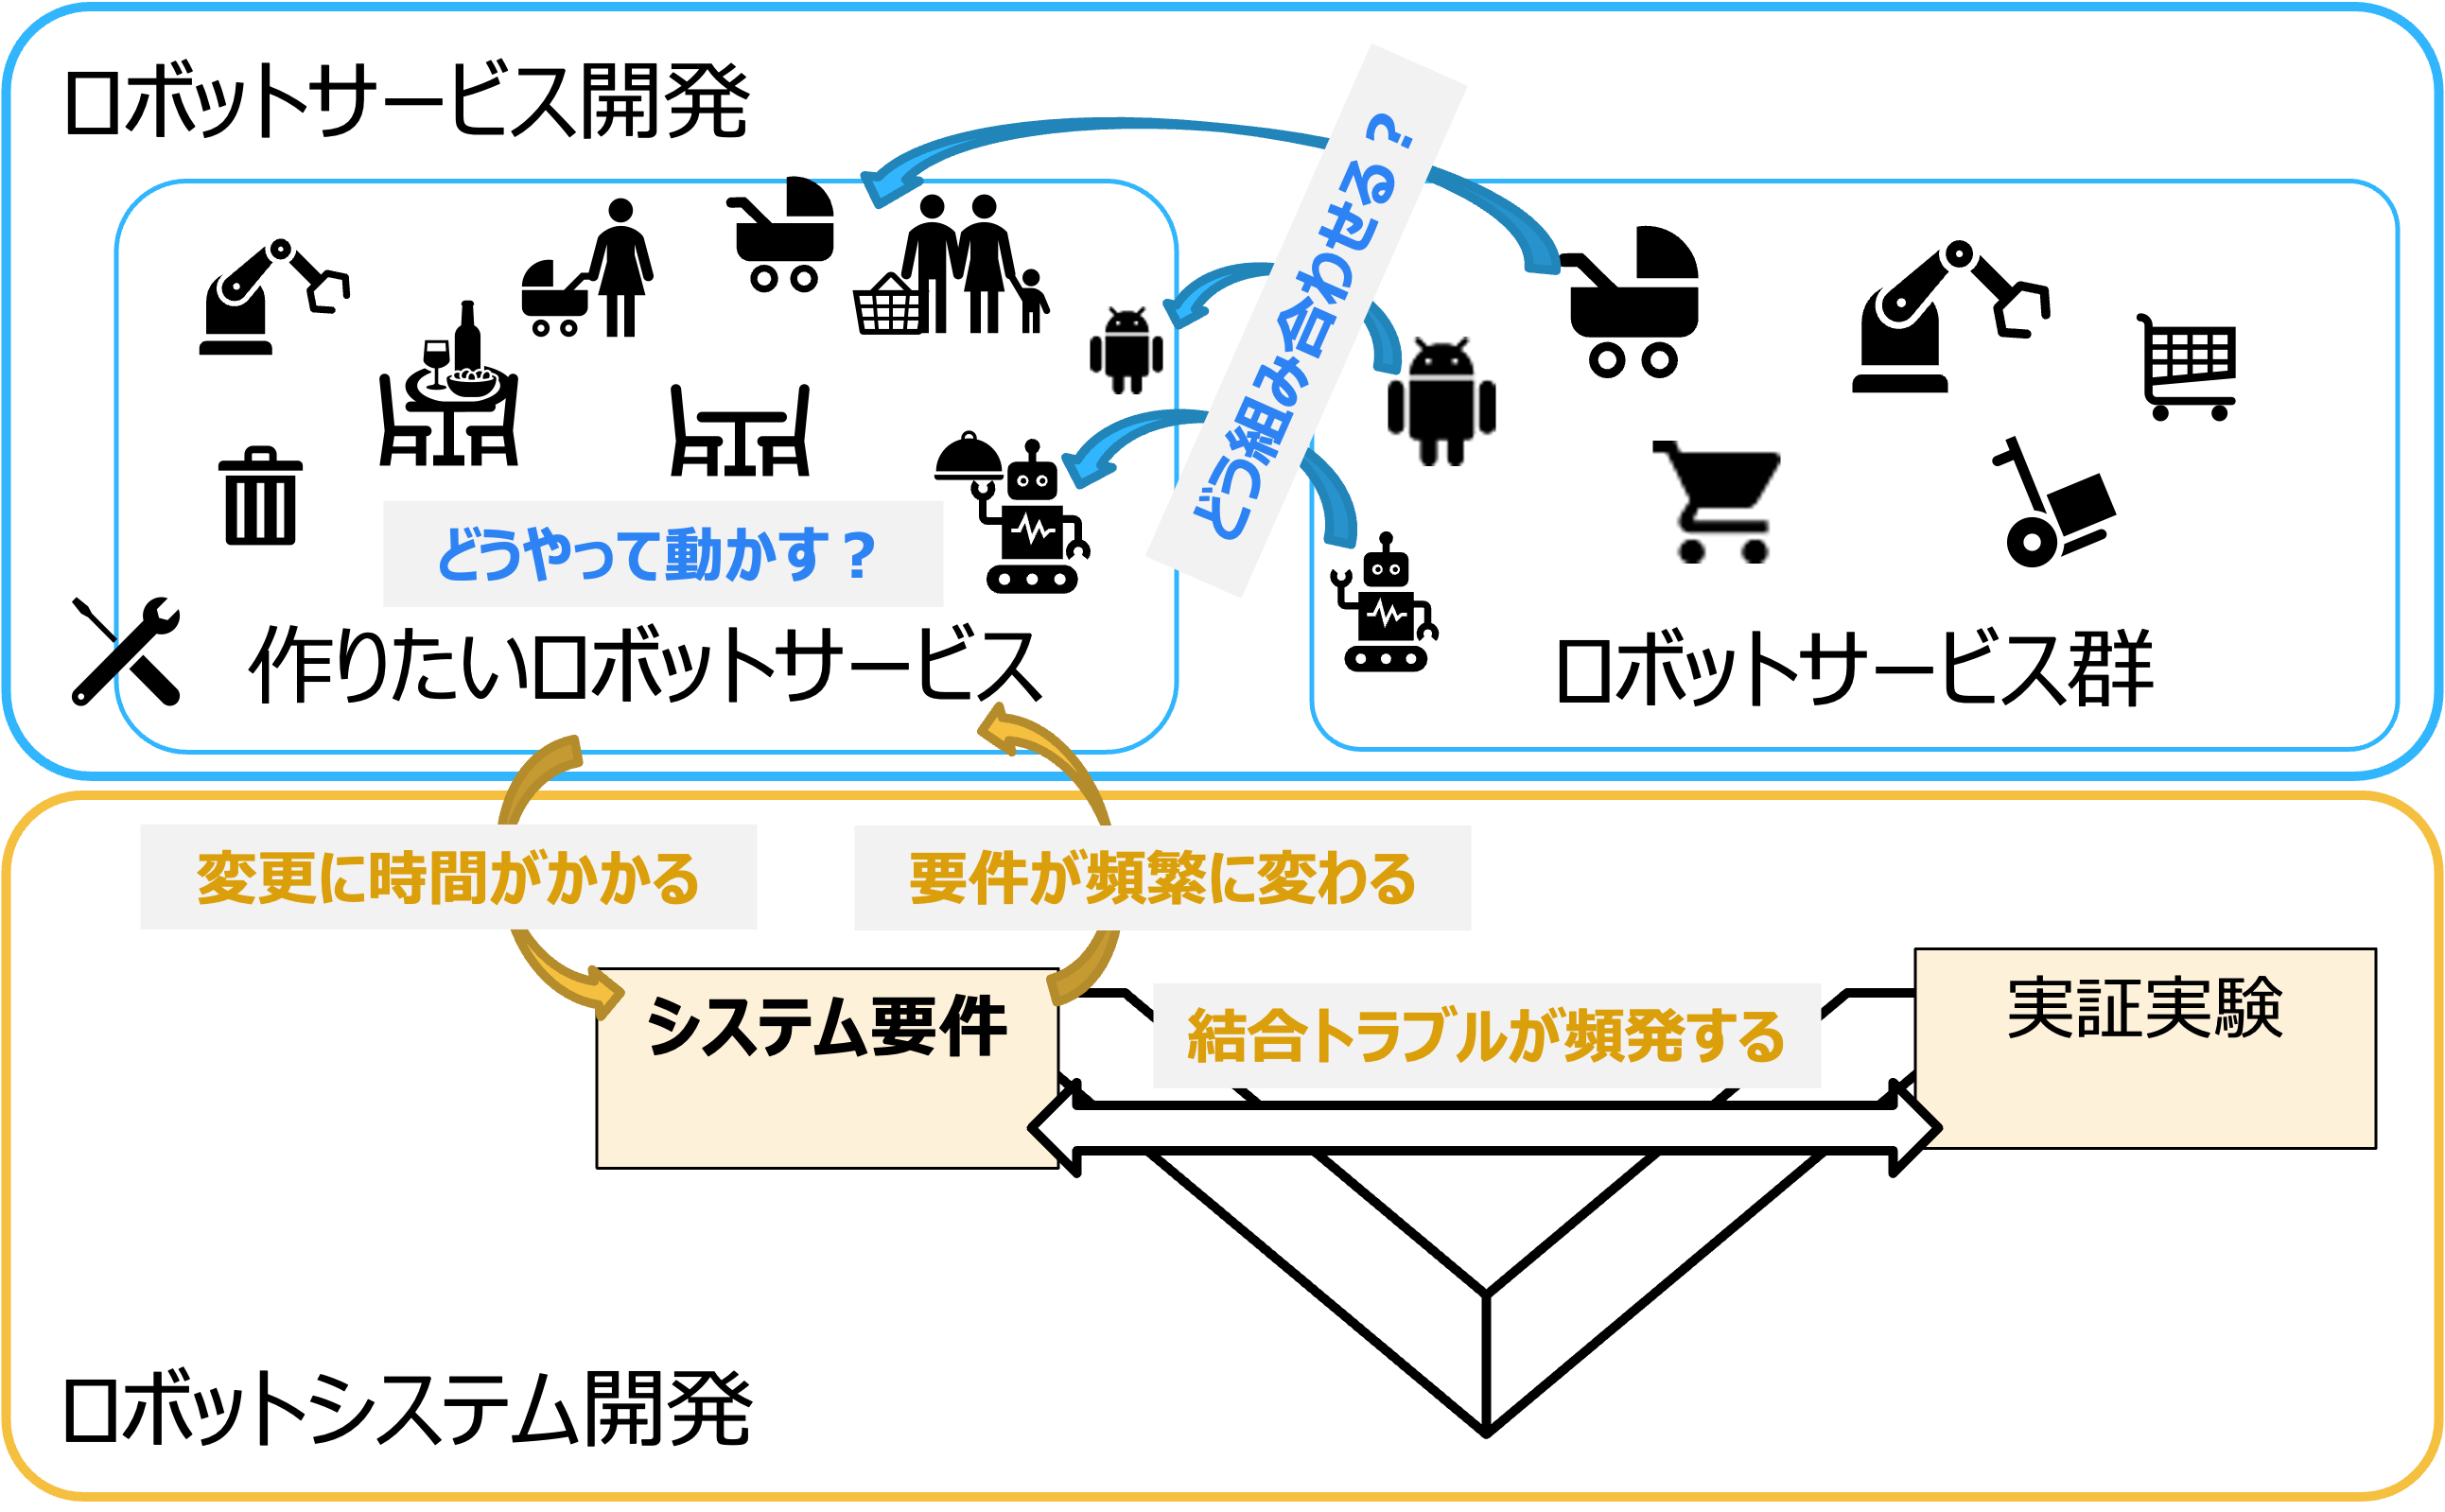 ロボットサービス開発
どう組み合わせる？
どうやって動かす？
作りたいロボットサービス
ロボットサービス群
変更に時間がかかる
要件が頻繁に変わる
システム要件
結合トラブルが頻発する
実証実験
ロボットシステム開発